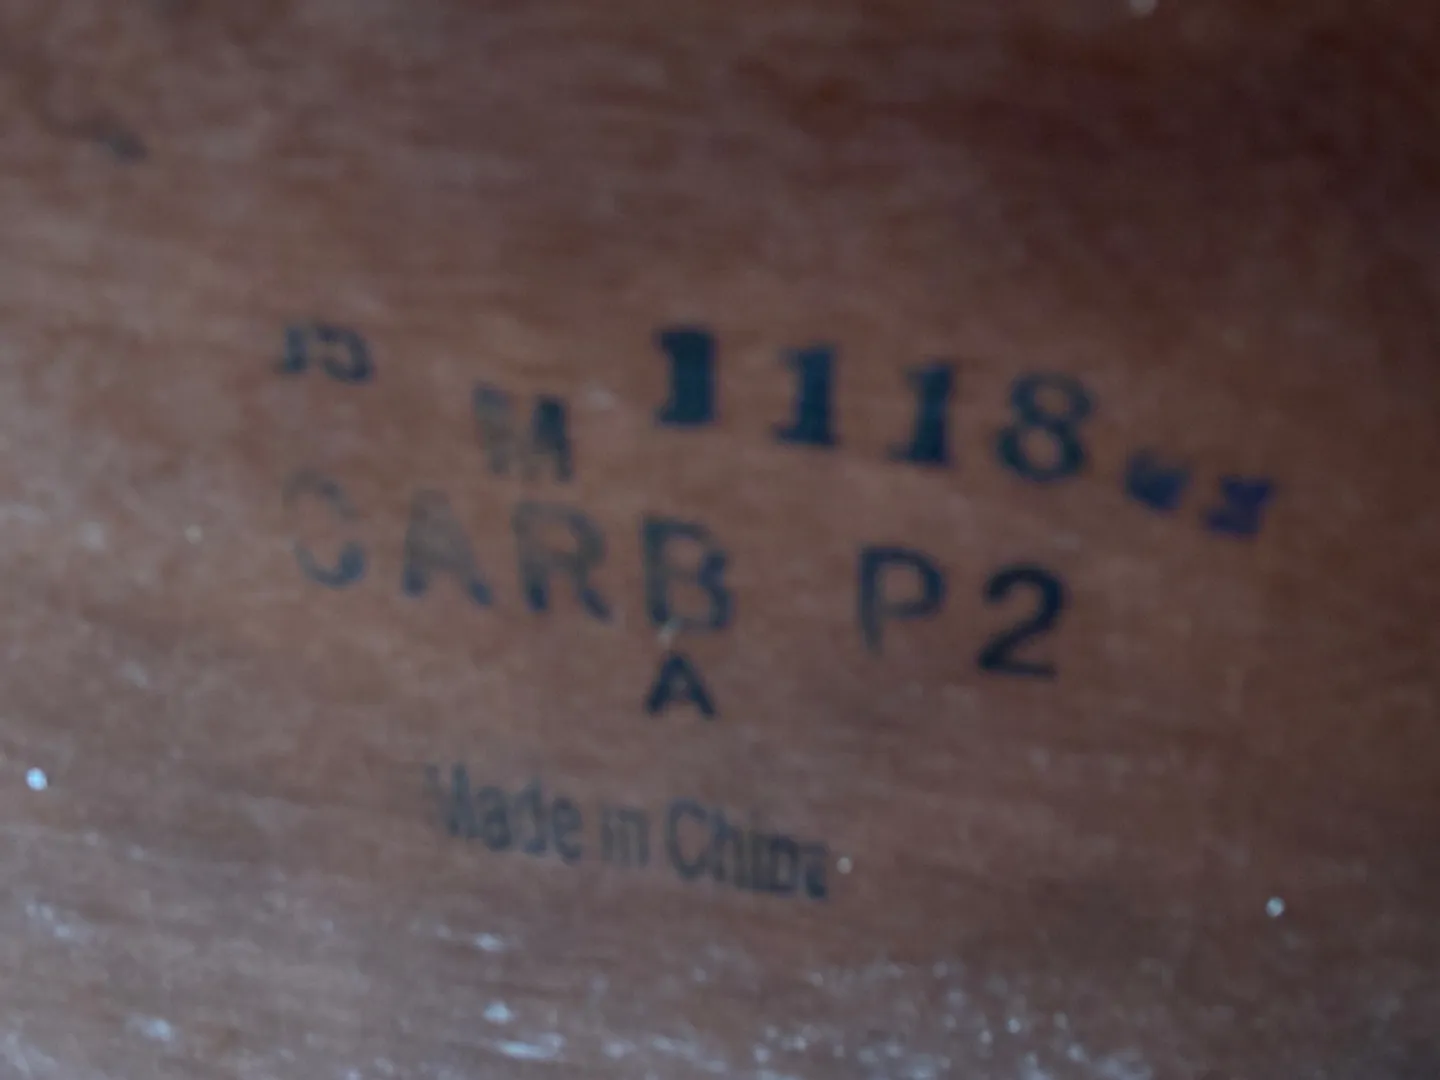 M 1118
CARB P2
A
Made in China